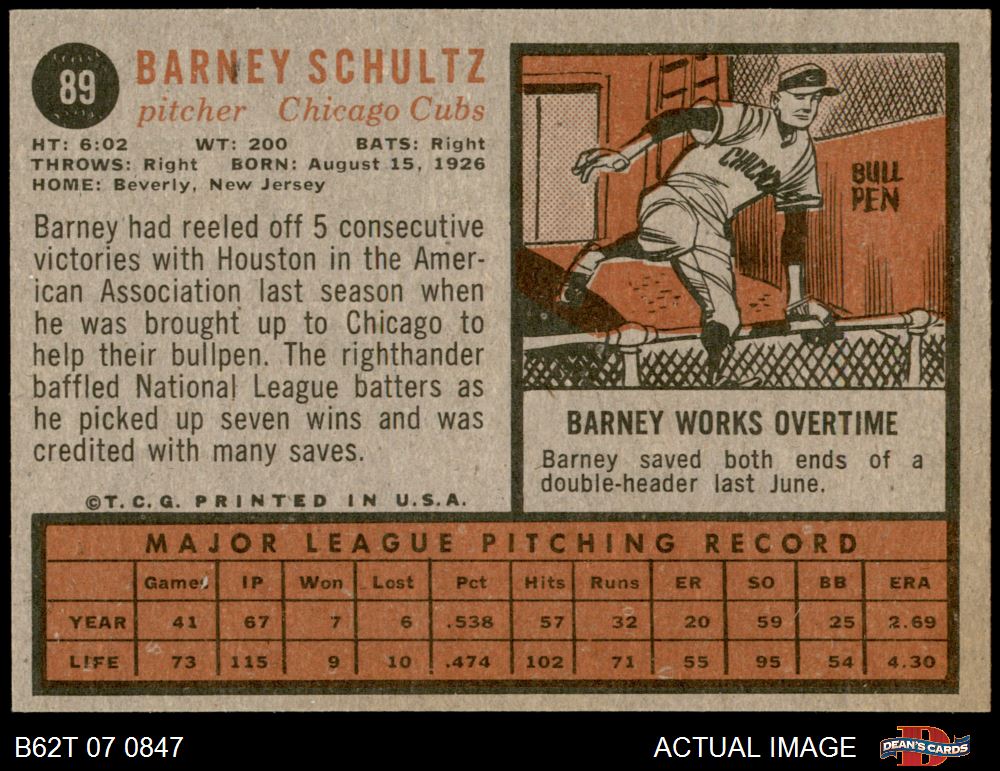 89
BARNEY SCHULTZ
pitcher Chicago Cubs
HT: 6:02 WT: 200 BATS: Right
THROWS: Right BORN: August 15, 1926
HOME: Beverly, New Jersey
Barney had reeled off 5 consecutive
victories with Houston in the Amer-
ican Association last season when
he was brought up to Chicago to
help their bullpen. The righthander
baffled National League batters as
he picked up seven wins and was
credited with many saves.
©T.C.G. PRINTED IN U.S.A.
CHICAGO
BULL
PEN
BARNEY WORKS OVERTIME
Barney saved both ends of a
double-header last June.
MAJOR LEAGUE PITCHING RECORD
Games IP Won Lost Pct Hits Runs ER SO BB ERA
YEAR 41 67 7 6 .538 57 32 20 59 25 2.69
LIFE 73 115 9 10 .474 102 71 55 95 54 4.30
B62T 07 0847
ACTUAL IMAGE
DEAN'S CARDS